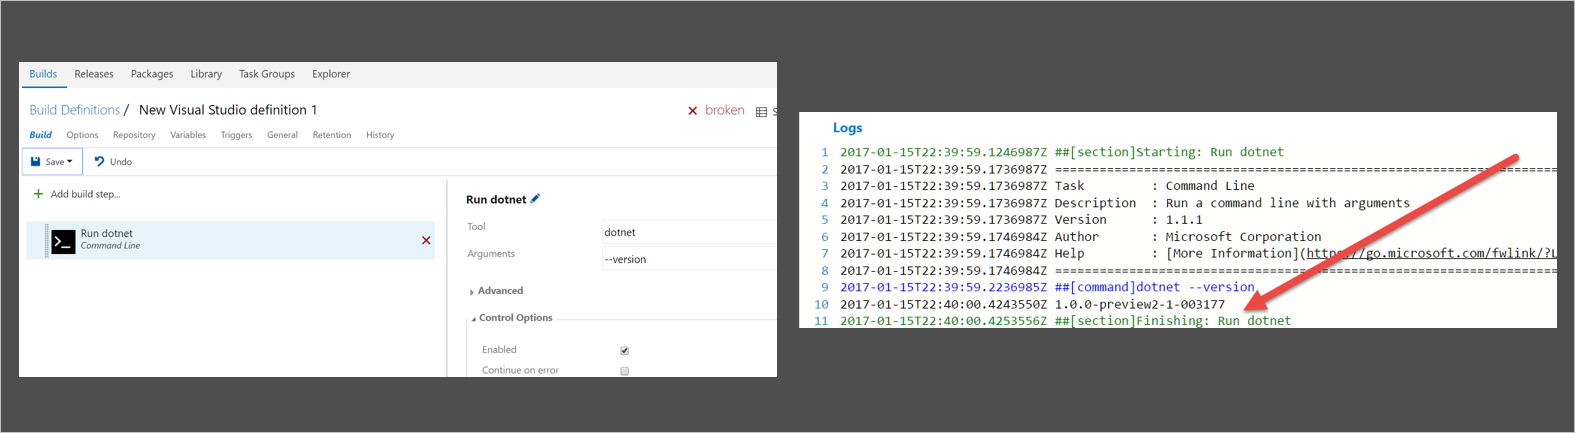 Builds Releases Packages Library Task Groups Explorer
Build Definitions / New Visual Studio definition 1
broken
Build Options Repository Variables Triggers General Retention History
Save Undo
Add build step...
Run dotnet
Command Line
Run dotnet
Tool dotnet
Arguments --version
Advanced
Control Options
Enabled
Continue on error
Logs
1 2017-01-15T22:39:59.1246987Z ##[section]Starting: Run dotnet
2 2017-01-15T22:39:59.1736987Z ==============================================================================
3 2017-01-15T22:39:59.1736987Z Task : Command Line
4 2017-01-15T22:39:59.1736987Z Description : Run a command line with arguments
5 2017-01-15T22:39:59.1736987Z Version : 1.1.1
6 2017-01-15T22:39:59.1746984Z Author : Microsoft Corporation
7 2017-01-15T22:39:59.1746984Z Help : [More Information](https://go.microsoft.com/fwlink/?L
8 2017-01-15T22:39:59.1746984Z ==============================================================================
9 2017-01-15T22:39:59.2236985Z ##[command]dotnet --version
10 2017-01-15T22:40:00.4243550Z 1.0.0-preview2-1-003177
11 2017-01-15T22:40:00.4253556Z ##[section]Finishing: Run dotnet